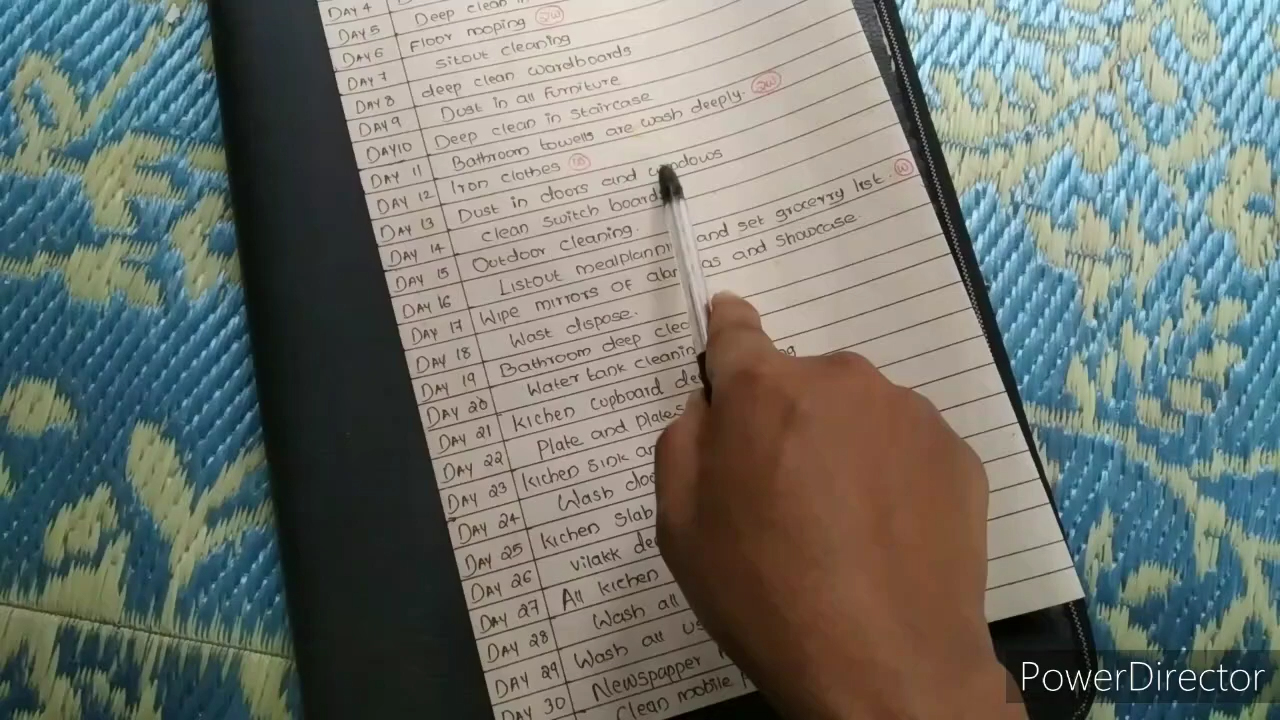 DAY 4
DAY 5 Deep clean
DAY 6 Floor mopping 2W
DAY 7 Sitout cleaning
DAY 8 deep clean wardboards
DAY 9 Dust in all furniture
DAY 10 Deep clean in staircase
DAY 11 Bathroom towells are wash deeply. 2W
DAY 12 Iron clothes
DAY 13 Dust in doors and windows
DAY 14 clean switch board
DAY 15 Outdoor cleaning.
DAY 16 Listout and set grocerry list. W
DAY 17 Wipe mirrors of and showcase.
DAY 18 Wast dispose.
DAY 19 Bathroom deep
DAY 20 Water tank
DAY 21 kichen cupboard
DAY 22 Plate and plates
DAY 23 kichen sink
DAY 24 Wash
DAY 25 kichen slab
DAY 26 vilakk
DAY 27 All kichen
DAY 28 Wash all
DAY 29 Wash all
DAY 30 Newspapper
Clean mobile
PowerDirector